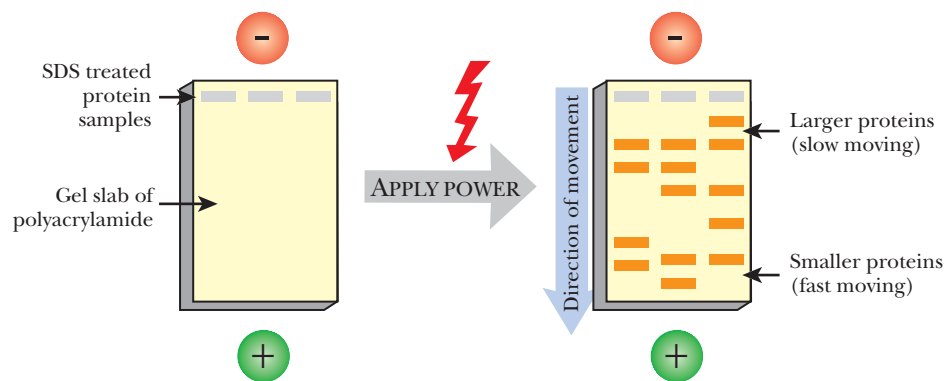 -
SDS treated
protein
samples
Gel slab of
polyacrylamide
+
APPLY POWER
-
Direction of movement
Larger proteins
(slow moving)
Smaller proteins
(fast moving)
+